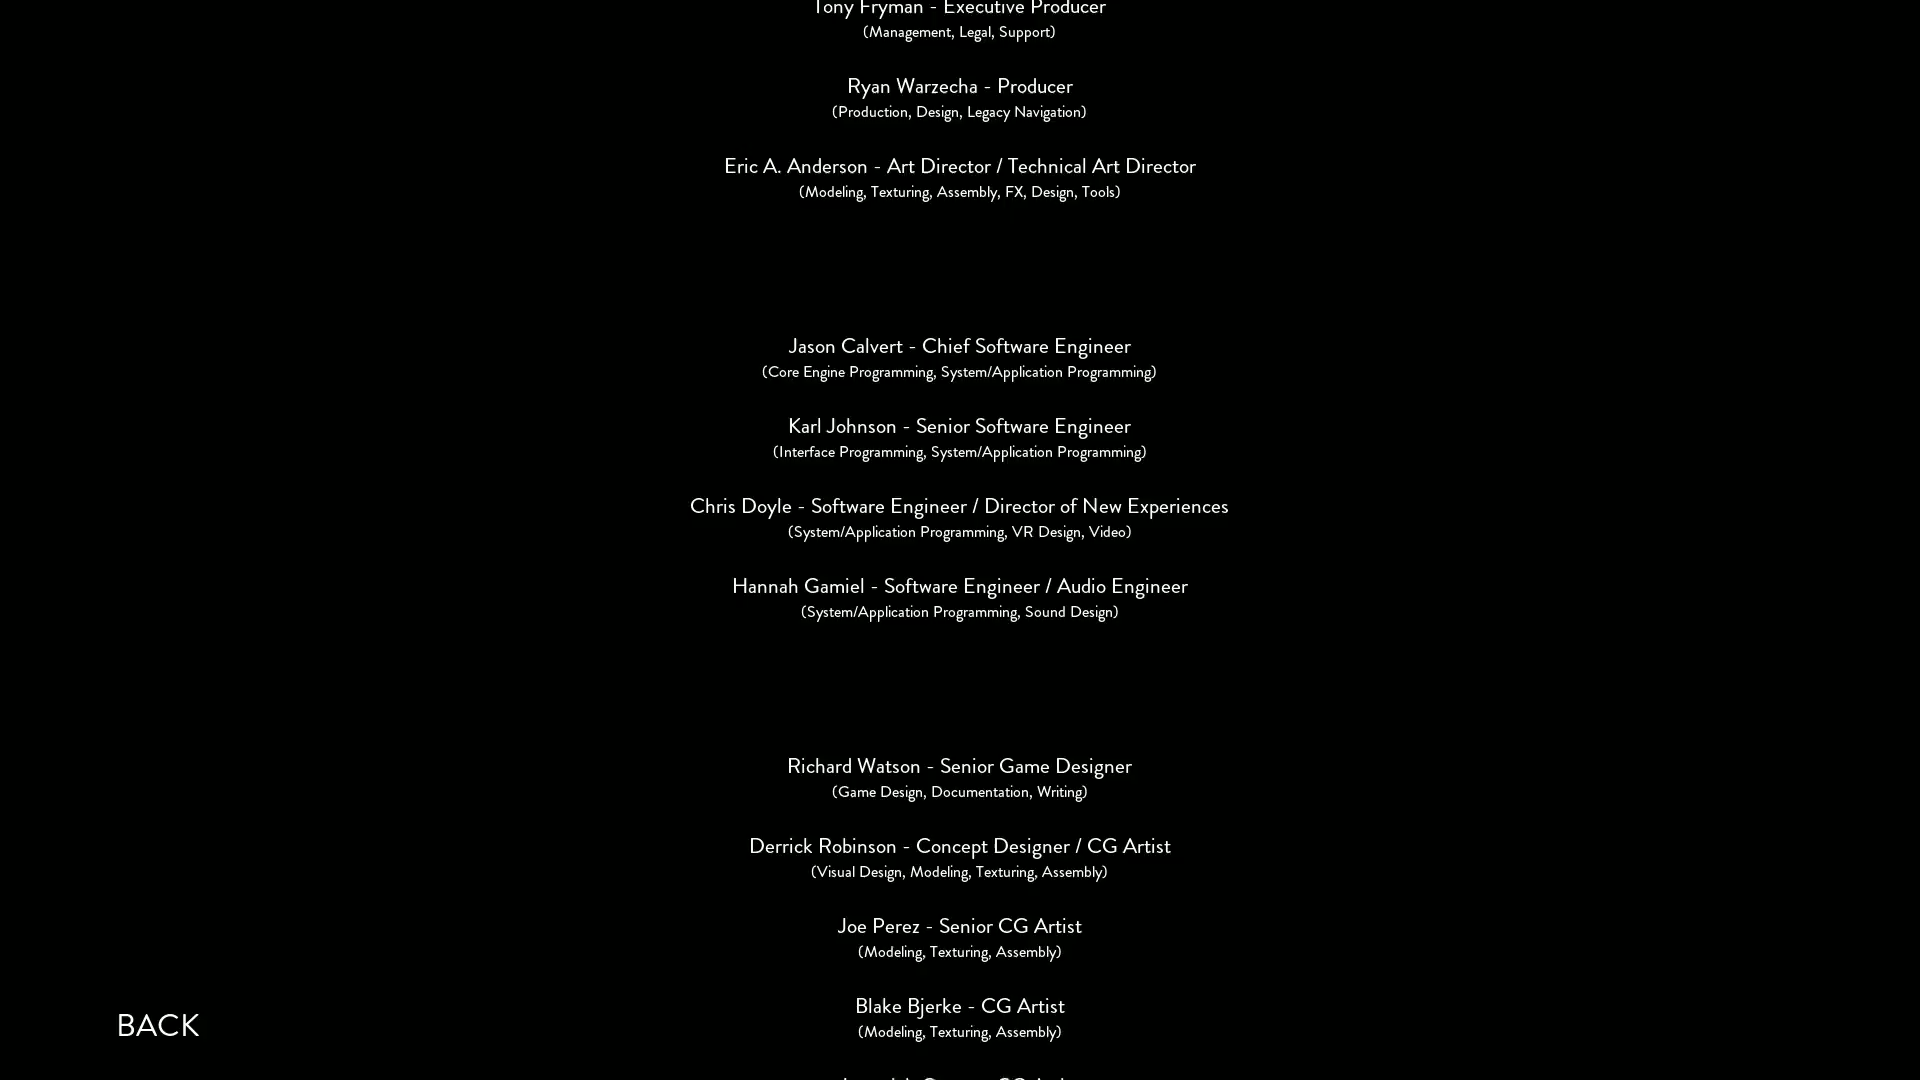 Tony Fryman - Executive Producer
(Management, Legal, Support)
Ryan Warzecha - Producer
(Production, Design, Legacy Navigation)
Eric A. Anderson - Art Director / Technical Art Director
(Modeling, Texturing, Assembly, FX, Design, Tools)
Jason Calvert - Chief Software Engineer
(Core Engine Programming, System/Application Programming)
Karl Johnson - Senior Software Engineer
(Interface Programming, System/Application Programming)
Chris Doyle - Software Engineer / Director of New Experiences
(System/Application Programming, VR Design, Video)
Hannah Gamiel - Software Engineer / Audio Engineer
(System/Application Programming, Sound Design)
Richard Watson - Senior Game Designer
(Game Design, Documentation, Writing)
Derrick Robinson - Concept Designer / CG Artist
(Visual Design, Modeling, Texturing, Assembly)
Joe Perez - Senior CG Artist
(Modeling, Texturing, Assembly)
Blake Bjerke - CG Artist
(Modeling, Texturing, Assembly)
BACK